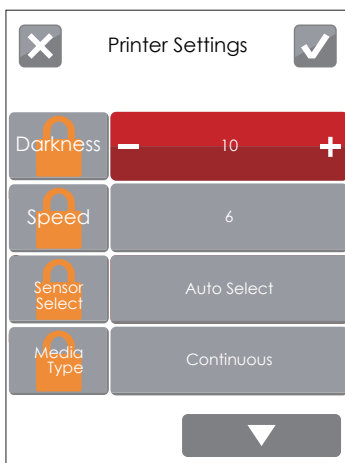 Printer Settings
Darkness
− 10 +
Speed
6
Sensor
Select
Auto Select
Media
Type
Continuous